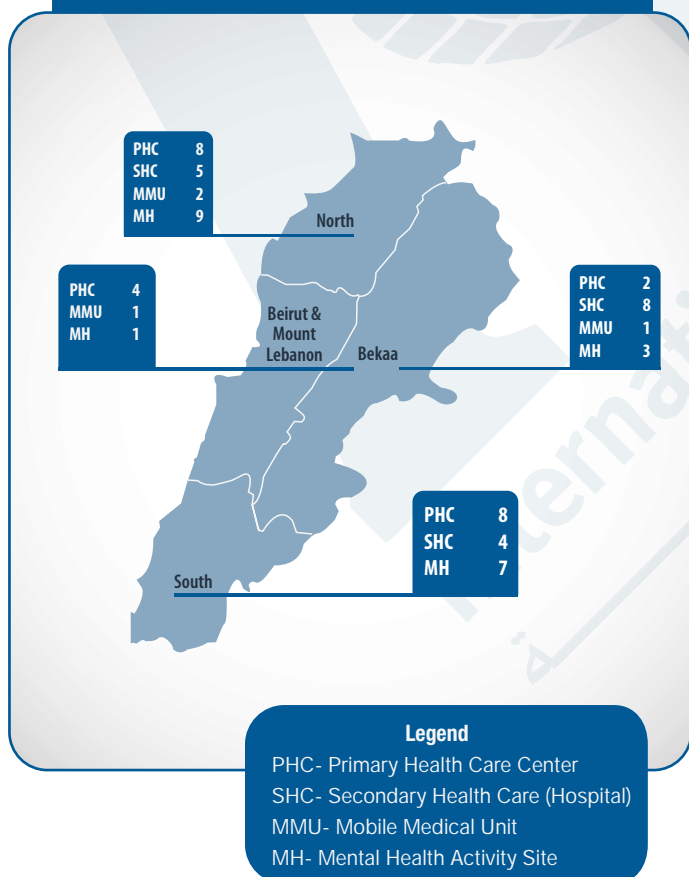 PHC 8
SHC 5
MMU 2
MH 9
North
PHC 4
MMU 1
MH 1
Beirut &
Mount
Lebanon
Bekaa
PHC 2
SHC 8
MMU 1
MH 3
PHC 8
SHC 4
MH 7
South
Legend
PHC- Primary Health Care Center
SHC- Secondary Health Care (Hospital)
MMU- Mobile Medical Unit
MH- Mental Health Activity Site